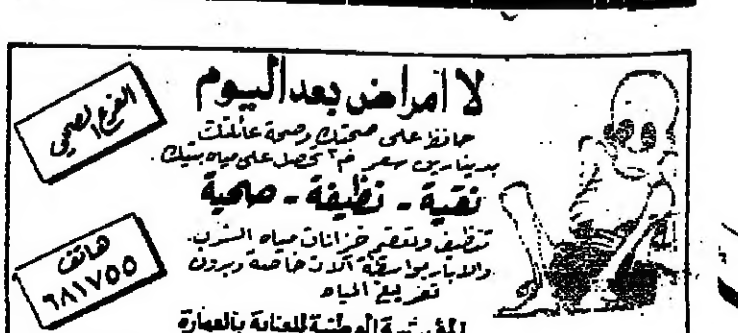 لا امراض بعد اليوم
الفرع الصحي
حافظ على صحتك وصحة عائلتك
بدينارين سعر م٣ تحصل على مياه بيتك
نقية - نظيفة - صحية
تنظيف وتعقيم خزانات مياه الشرب
والابار بواسطة آلات خاصة وبدون
تفريغ المياه
هاتف
٦٨١٧٥٥
المؤسسة الوطنية للعناية بالعمارة